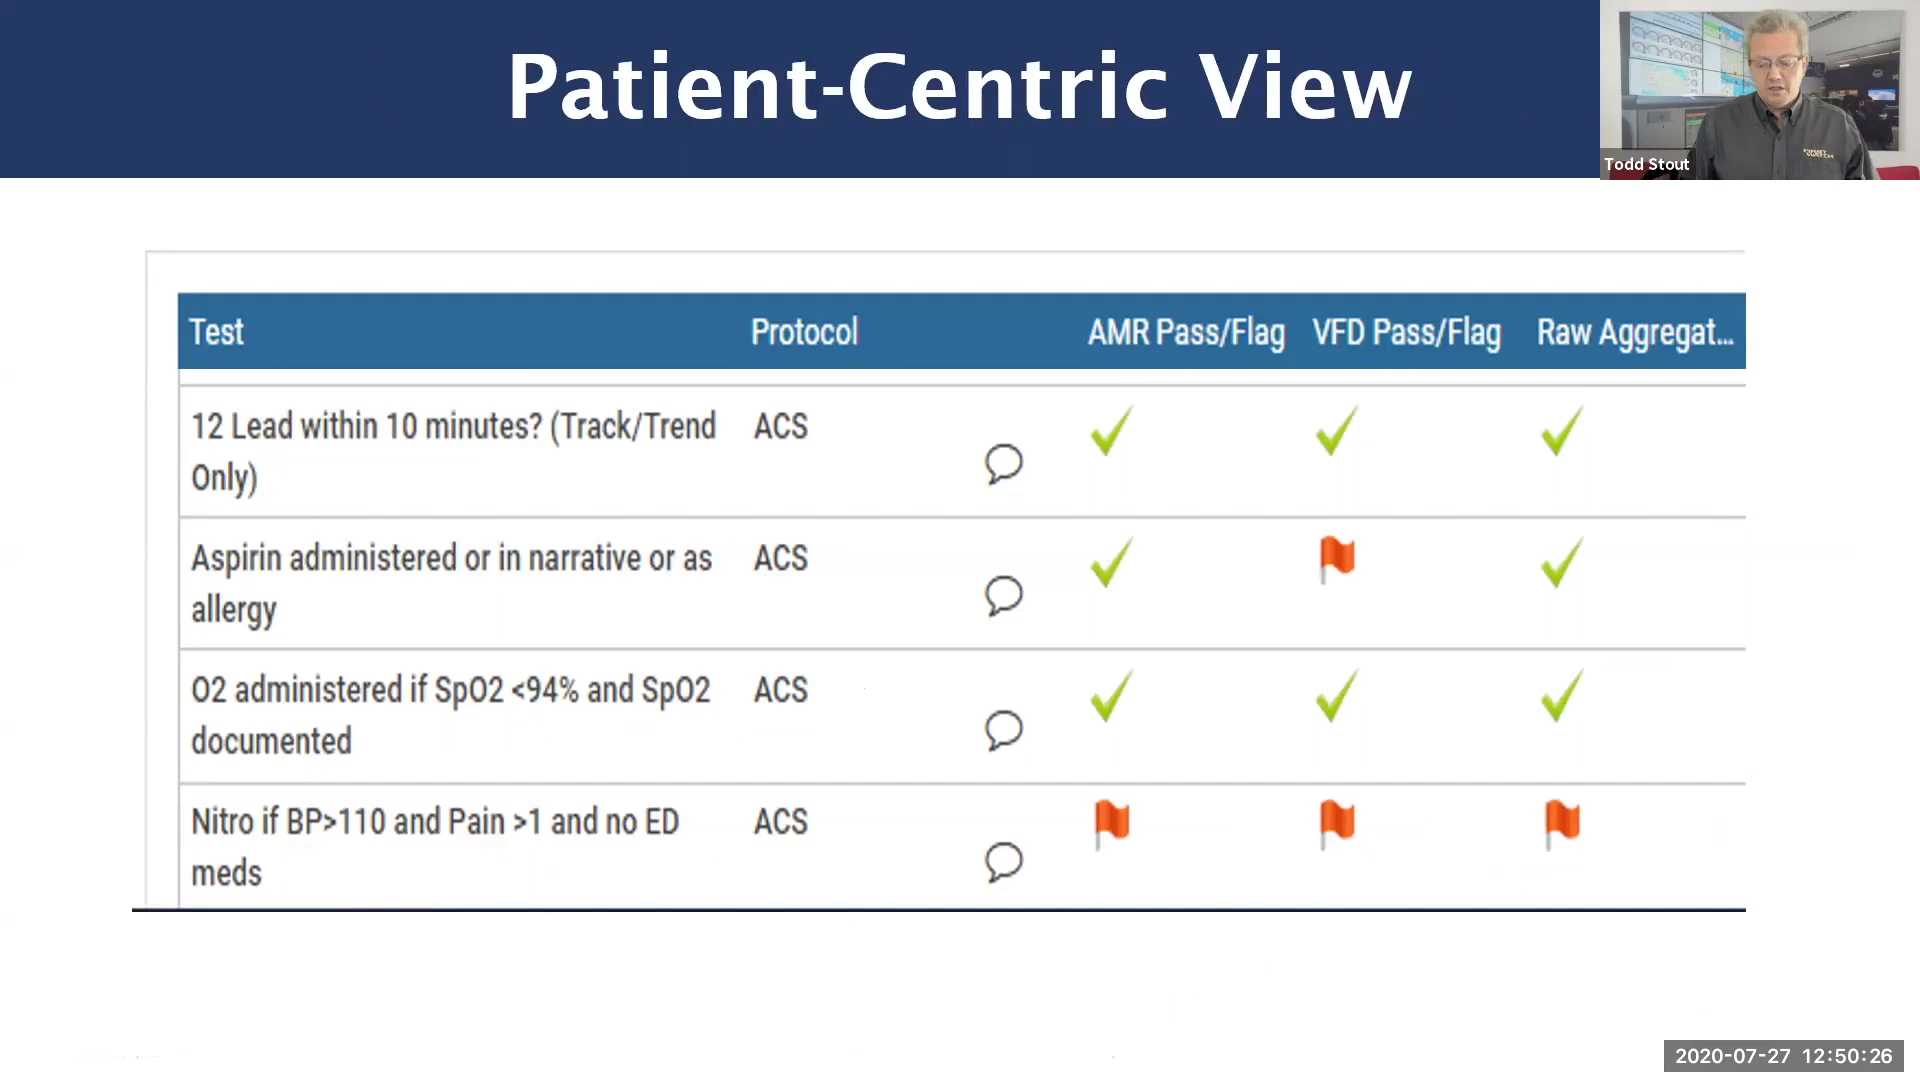 Patient-Centric View
Todd Stout
Test Protocol AMR Pass/Flag VFD Pass/Flag Raw Aggregat...
12 Lead within 10 minutes? (Track/Trend ACS
Only)
Aspirin administered or in narrative or as ACS
allergy
O2 administered if SpO2 <94% and SpO2 ACS
documented
Nitro if BP>110 and Pain >1 and no ED ACS
meds
2020-07-27 12:50:26